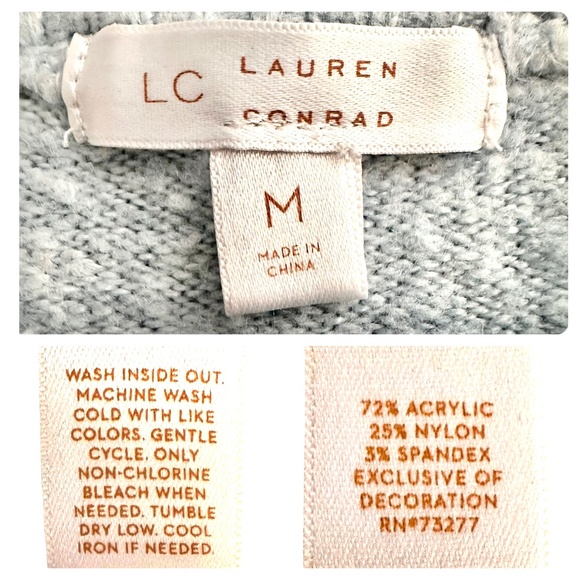 LC LAUREN
CONRAD
M
MADE IN
CHINA
WASH INSIDE OUT.
MACHINE WASH
COLD WITH LIKE
COLORS. GENTLE
CYCLE. ONLY
NON-CHLORINE
BLEACH WHEN
NEEDED. TUMBLE
DRY LOW. COOL
IRON IF NEEDED.
72% ACRYLIC
25% NYLON
3% SPANDEX
EXCLUSIVE OF
DECORATION
RN#73277